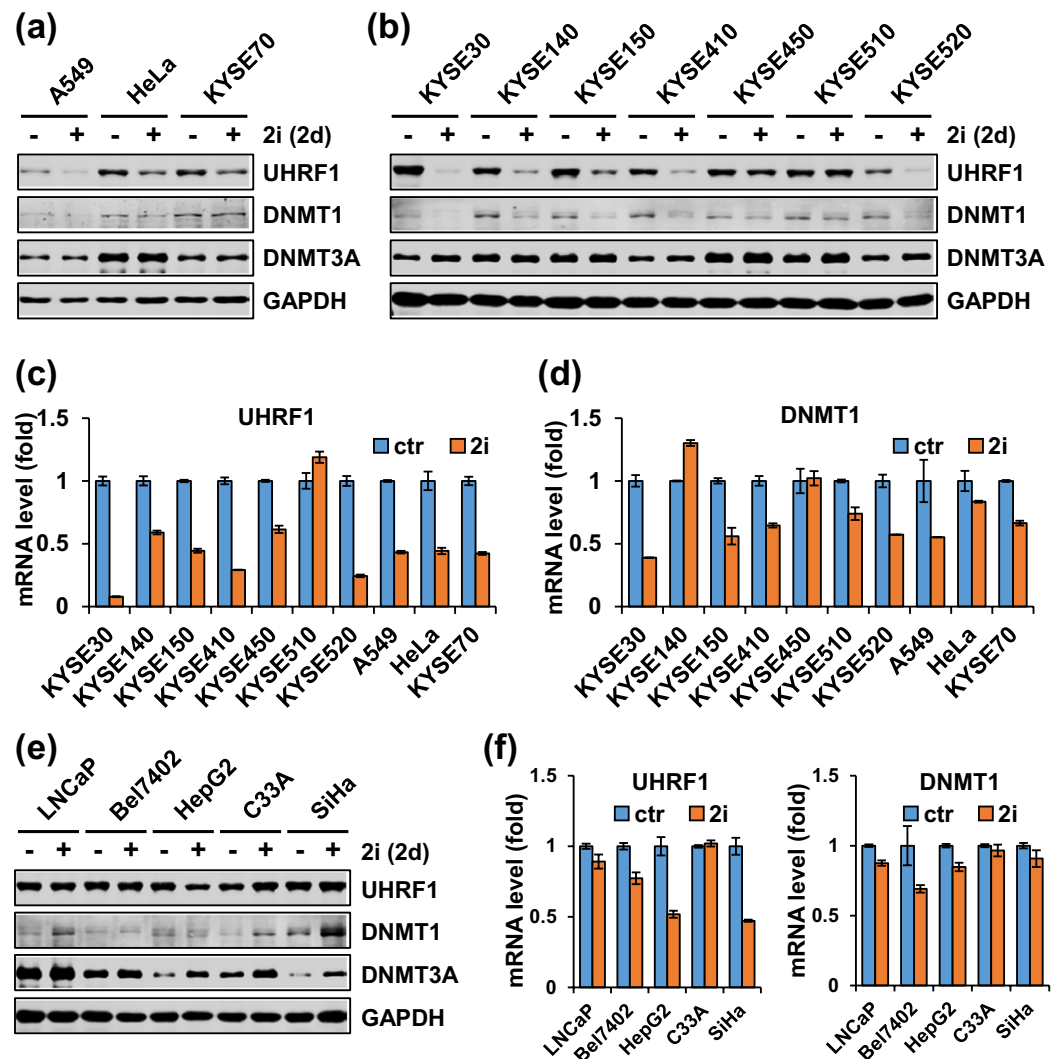 (a)
A549 HeLa KYSE70
- + - + - + 2i (2d)
UHRF1
DNMT1
DNMT3A
GAPDH
(b)
KYSE30 KYSE140 KYSE150 KYSE410 KYSE450 KYSE510 KYSE520
- + - + - + - + - + - + - + 2i (2d)
UHRF1
DNMT1
DNMT3A
GAPDH
(c)
UHRF1
ctr 2i
mRNA level (fold)
1.5
1
0.5
0
KYSE30 KYSE140 KYSE150 KYSE410 KYSE450 KYSE510 KYSE520 A549 HeLa KYSE70
(d)
DNMT1
ctr 2i
mRNA level (fold)
1.5
1
0.5
0
KYSE30 KYSE140 KYSE150 KYSE410 KYSE450 KYSE510 KYSE520 A549 HeLa KYSE70
(e)
LNCaP Bel7402 HepG2 C33A SiHa
- + - + - + - + - + 2i (2d)
UHRF1
DNMT1
DNMT3A
GAPDH
(f)
UHRF1
ctr 2i
mRNA level (fold)
1.5
1
0.5
0
LNCaP Bel7402 HepG2 C33A SiHa
DNMT1
ctr 2i
mRNA level (fold)
1.5
1
0.5
0
LNCaP Bel7402 HepG2 C33A SiHa